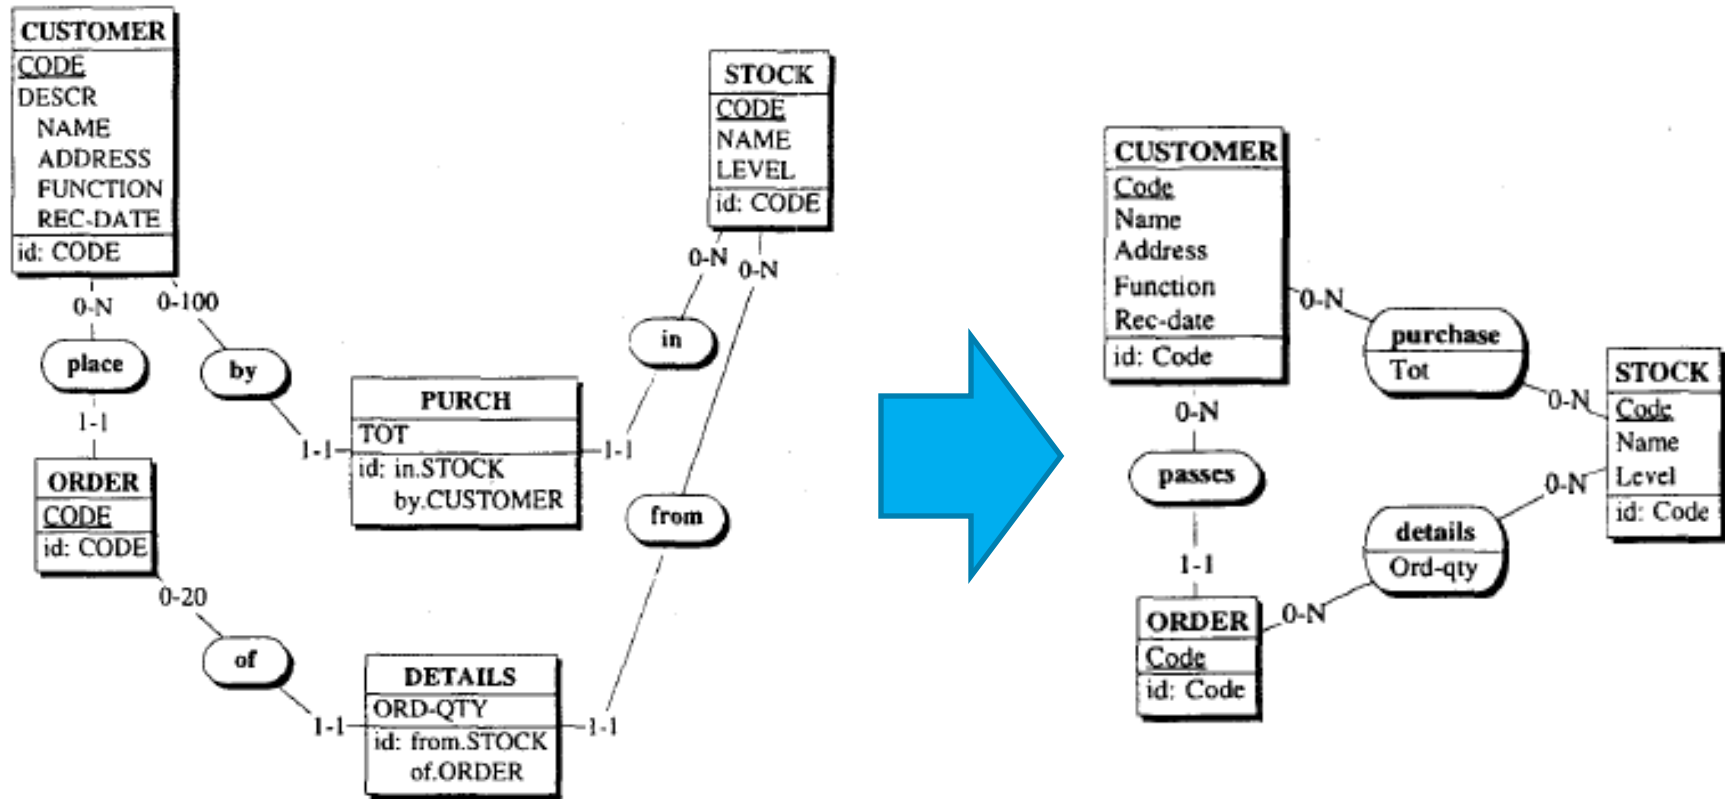 CUSTOMER
CODE
DESCR
NAME
ADDRESS
FUNCTION
REC-DATE
id: CODE
0-N
0-100
place
by
1-1
1-1
ORDER
CODE
id: CODE
0-20
of
1-1
PURCH
TOT
id: in.STOCK
by.CUSTOMER
1-1
in
0-N
0-N
STOCK
CODE
NAME
LEVEL
id: CODE
from
1-1
DETAILS
ORD-QTY
id: from.STOCK
of.ORDER
CUSTOMER
Code
Name
Address
Function
Rec-date
id: Code
0-N
purchase
Tot
0-N
STOCK
Code
Name
Level
id: Code
0-N
passes
1-1
ORDER
Code
id: Code
0-N
details
Ord-qty
0-N